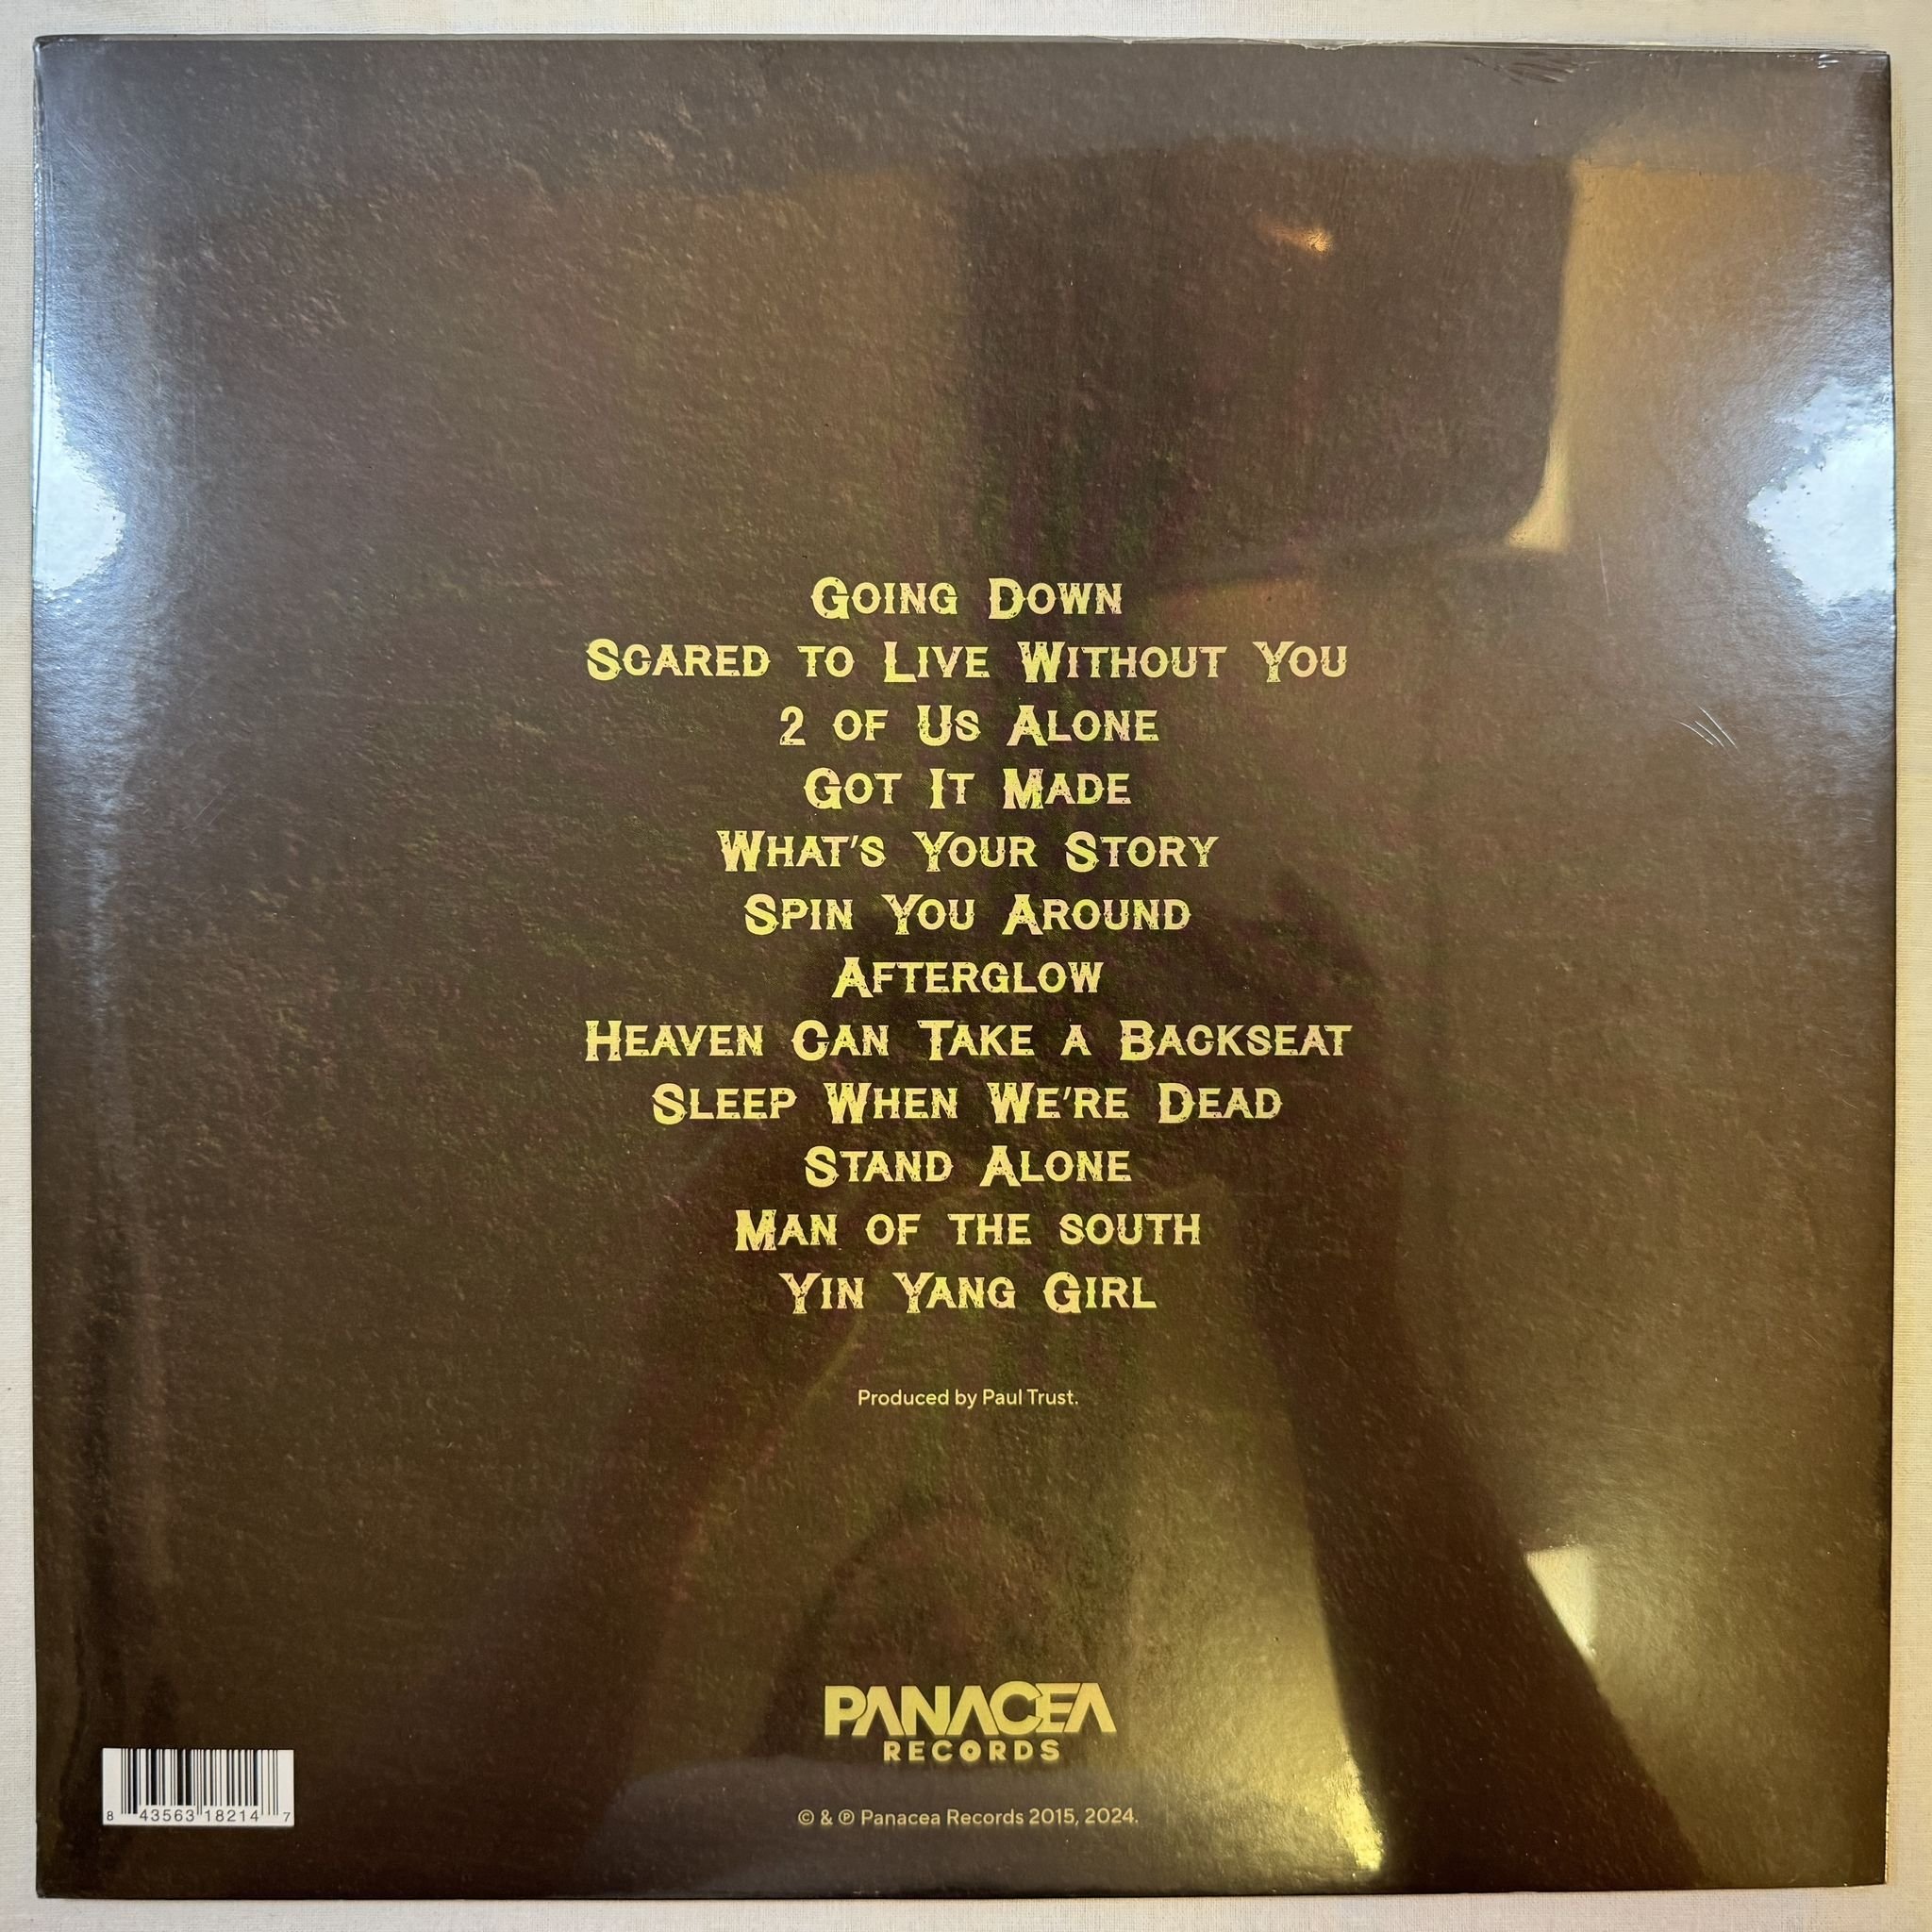 Going Down
Scared to Live Without You
2 of Us Alone
Got It Made
What's Your Story
Spin You Around
Afterglow
Heaven Can Take a Backseat
Sleep When We're Dead
Stand Alone
Man of the south
Yin Yang Girl
Produced by Paul Trust.
PANACEA
RECORDS
8 43563 18214 7
© & ℗ Panacea Records 2015, 2024.